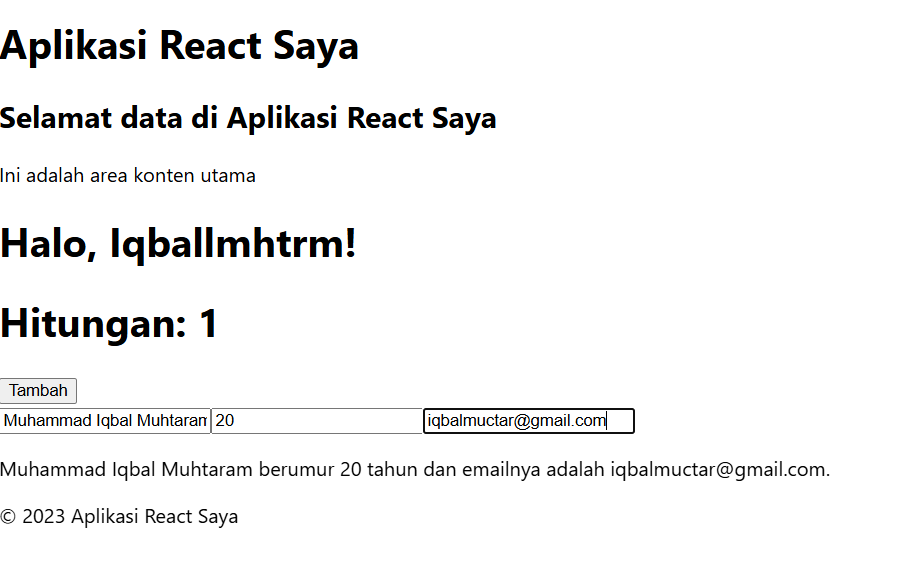 Aplikasi React Saya
Selamat data di Aplikasi React Saya
Ini adalah area konten utama
Halo, Iqballmhtrm!
Hitungan: 1
Tambah
Muhammad Iqbal Muhtaram 20 iqbalmuctar@gmail.com
Muhammad Iqbal Muhtaram berumur 20 tahun dan emailnya adalah iqbalmuctar@gmail.com.
© 2023 Aplikasi React Saya